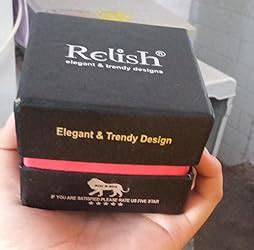 Relish®
elegant & trendy designs
Elegant & Trendy Design
IF YOU ARE SATISFIED PLEASE RATE US FIVE STAR